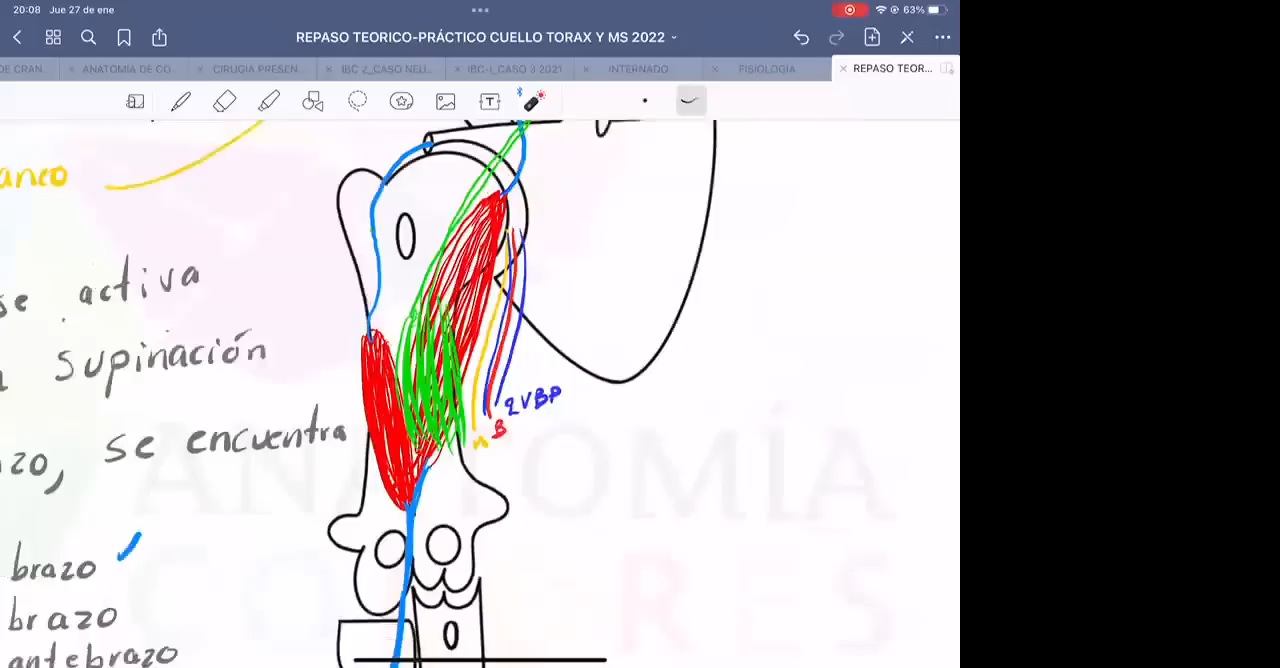 20:08 Jue 27 de ene
63%
REPASO TEORICO-PRÁCTICO CUELLO TORAX Y MS 2022
DE CRAN... ANATOMÍA DE CO... CIRUGIA PRESEN... IBC 2_CASO NEU... IBC-I_CASO 3 2021 INTERNADO FISIOLOGIA REPASO TEOR...
aneo
se activa
supinación
zo, se encuentra
2VBP
B
n
ANATOMÍA
brazo
brazo
antebrazo